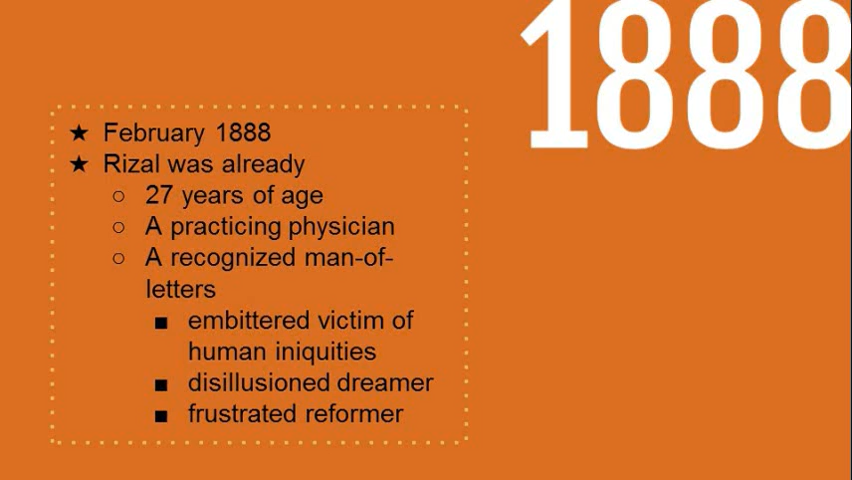 1888
★ February 1888
★ Rizal was already
○ 27 years of age
○ A practicing physician
○ A recognized man-of-
letters
■ embittered victim of
human iniquities
■ disillusioned dreamer
■ frustrated reformer